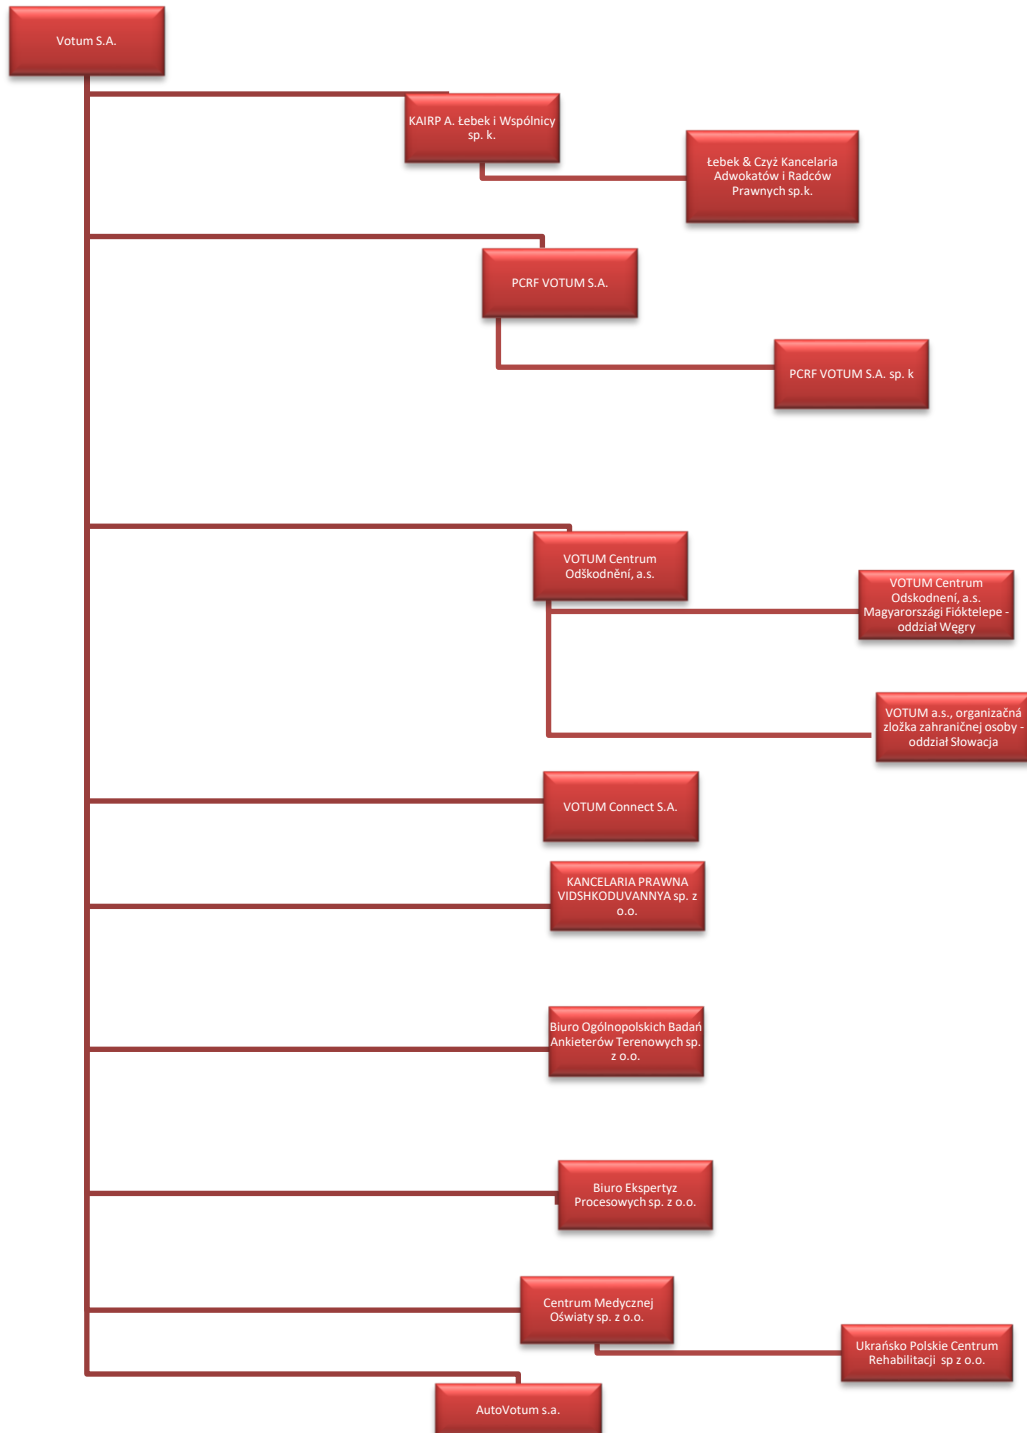 Votum S.A.
KAIRP A. Łebek i Wspólnicy
sp. k.
Łebek & Czyż Kancelaria
Adwokatów i Radców
Prawnych sp.k.
PCRF VOTUM S.A.
PCRF VOTUM S.A. sp. k
VOTUM Centrum
Odškodnění, a.s.
VOTUM Centrum
Odskodnení, a.s.
Magyarországi Fióktelepe -
oddział Węgry
VOTUM a.s., organizačná
zložka zahraničnej osoby -
oddział Słowacja
VOTUM Connect S.A.
KANCELARIA PRAWNA
VIDSHKODUVANNYA sp. z
o.o.
Biuro Ogólnopolskich Badań
Ankieterów Terenowych sp.
z o.o.
Biuro Ekspertyz
Procesowych sp. z o.o.
Centrum Medycznej
Oświaty sp. z o.o.
Ukrańsko Polskie Centrum
Rehabilitacji sp z o.o.
AutoVotum s.a.